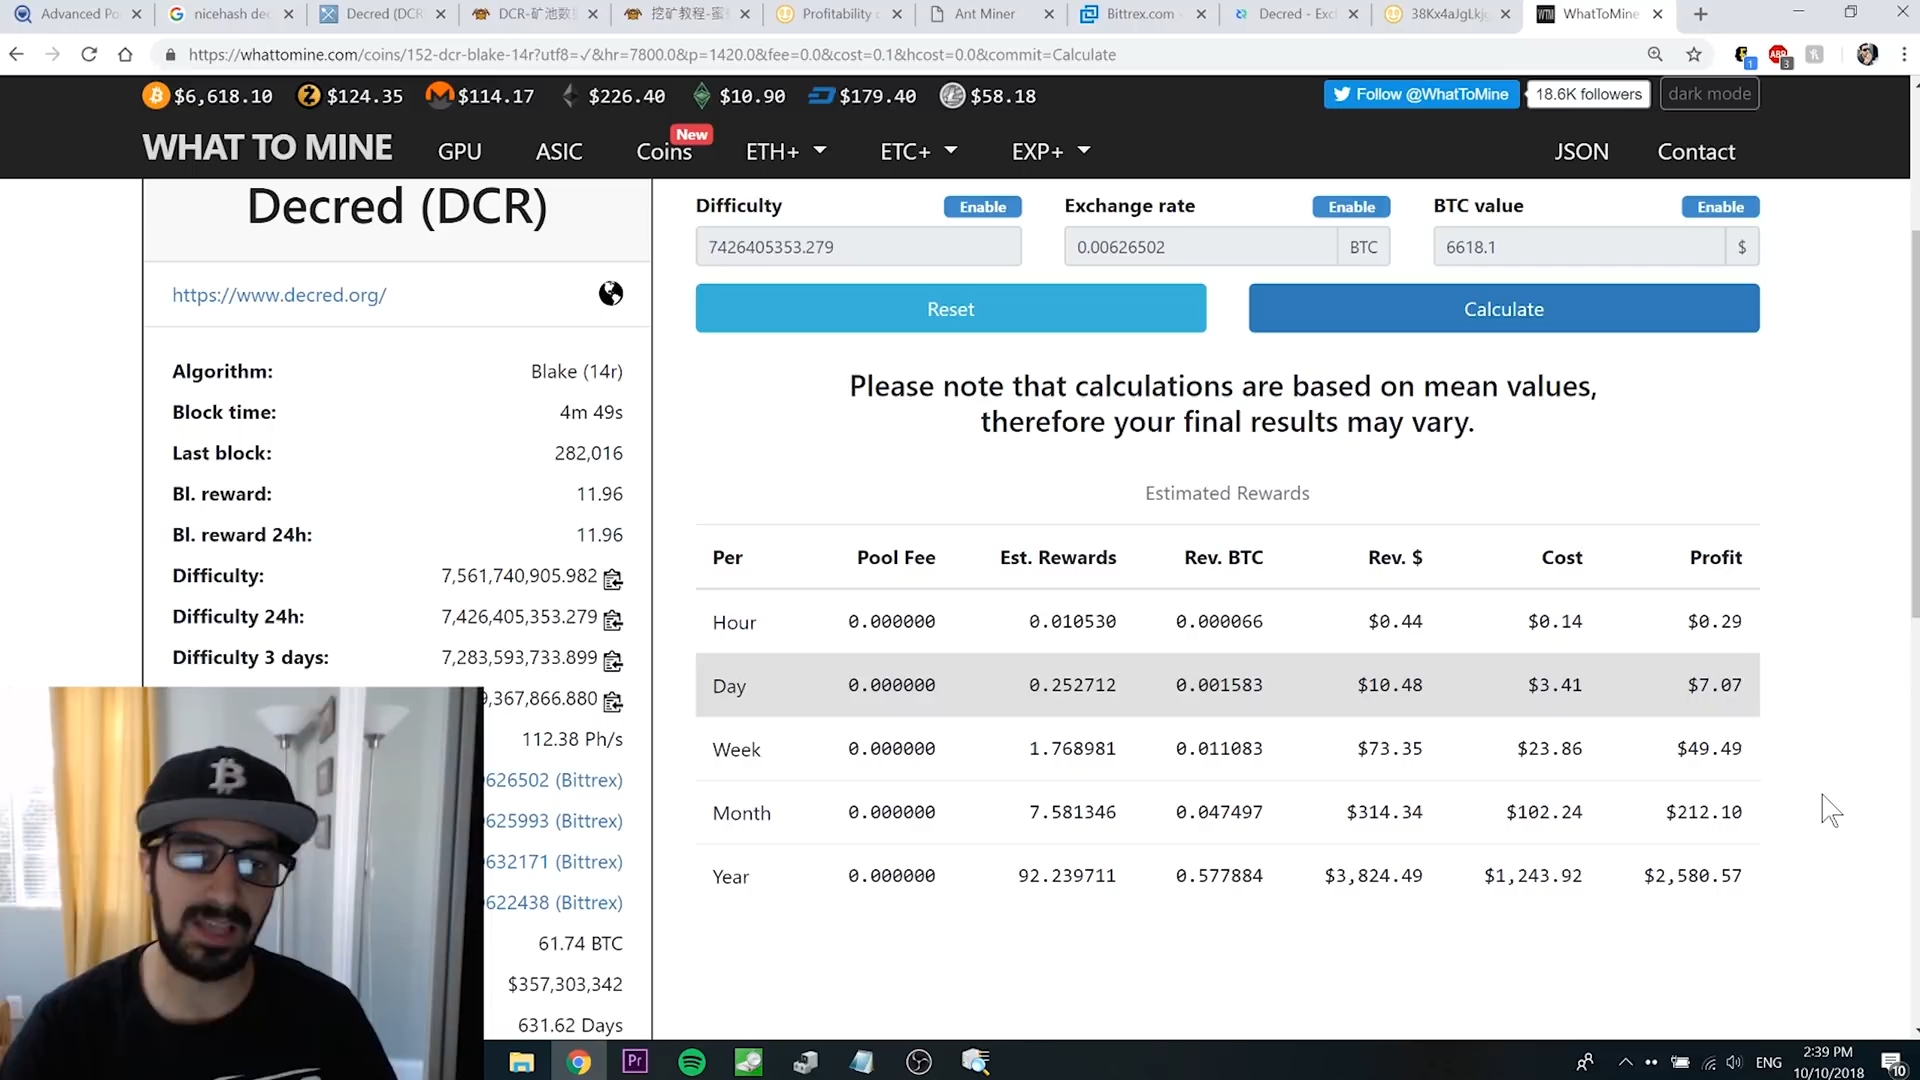 Advanced Po
nicehash de
Decred (DCR
DCR-矿池数
挖矿教程-蜜
Profitability
Ant Miner
Bittrex.com -
Decred - Exc
38Kx4aJgLkj
WhatToMine
https://whattomine.com/coins/152-dcr-blake-14r?utf8=✓&hr=7800.0&p=1420.0&fee=0.0&cost=0.1&hcost=0.0&commit=Calculate
$6,618.10 $124.35 $114.17 $226.40 $10.90 $179.40 $58.18
Follow @WhatToMine 18.6K followers dark mode
WHAT TO MINE GPU ASIC Coins New ETH+ ETC+ EXP+ JSON Contact
Decred (DCR)
https://www.decred.org/
Algorithm: Blake (14r)
Block time: 4m 49s
Last block: 282,016
Bl. reward: 11.96
Bl. reward 24h: 11.96
Difficulty: 7,561,740,905.982
Difficulty 24h: 7,426,405,353.279
Difficulty 3 days: 7,283,593,733.899
367,866.880
112.38 Ph/s
626502 (Bittrex)
625993 (Bittrex)
632171 (Bittrex)
622438 (Bittrex)
61.74 BTC
$357,303,342
631.62 Days
Difficulty Enable Exchange rate Enable BTC value Enable
7426405353.279 0.00626502 BTC 6618.1 $
Reset Calculate
Please note that calculations are based on mean values,
therefore your final results may vary.
Estimated Rewards
Per Pool Fee Est. Rewards Rev. BTC Rev. $ Cost Profit
Hour 0.000000 0.010530 0.000066 $0.44 $0.14 $0.29
Day 0.000000 0.252712 0.001583 $10.48 $3.41 $7.07
Week 0.000000 1.768981 0.011083 $73.35 $23.86 $49.49
Month 0.000000 7.581346 0.047497 $314.34 $102.24 $212.10
Year 0.000000 92.239711 0.577884 $3,824.49 $1,243.92 $2,580.57
ENG
2:39 PM
10/10/2018
10